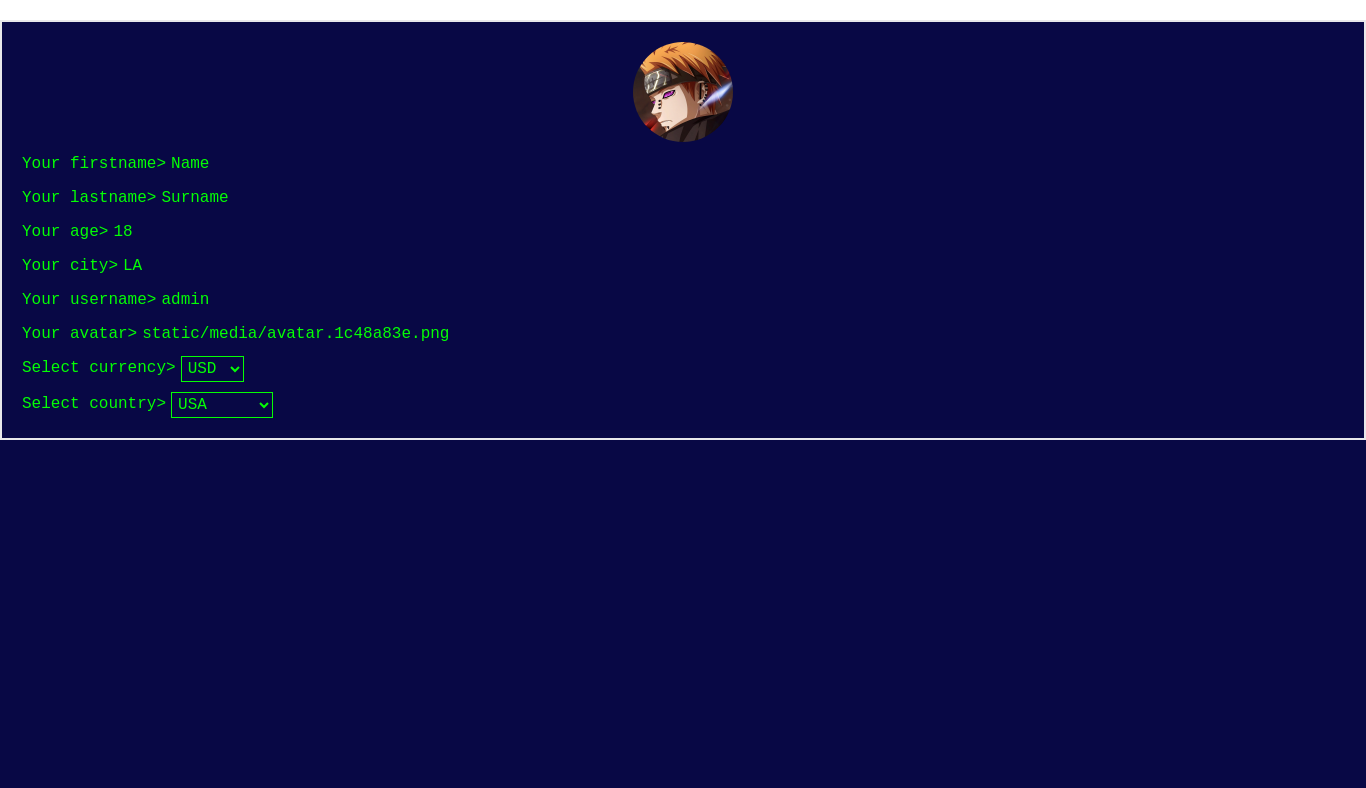 Your firstname> Name
Your lastname> Surname
Your age> 18
Your city> LA
Your username> admin
Your avatar> static/media/avatar.1c48a83e.png
Select currency> USD
Select country> USA